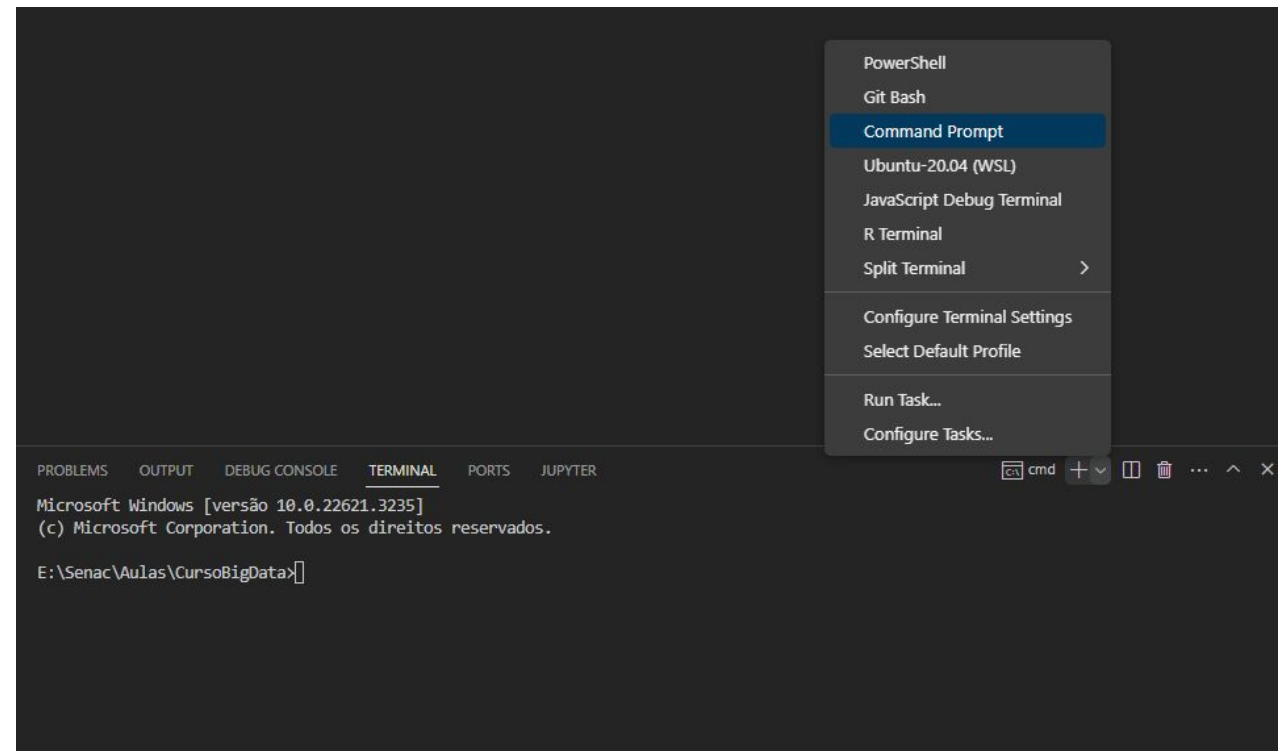 PowerShell
Git Bash
Command Prompt
Ubuntu-20.04 (WSL)
JavaScript Debug Terminal
R Terminal
Split Terminal
Configure Terminal Settings
Select Default Profile
Run Task...
Configure Tasks...
PROBLEMS OUTPUT DEBUG CONSOLE TERMINAL PORTS JUPYTER cmd
Microsoft Windows [versão 10.0.22621.3235]
(c) Microsoft Corporation. Todos os direitos reservados.
E:\Senac\Aulas\CursoBigData>